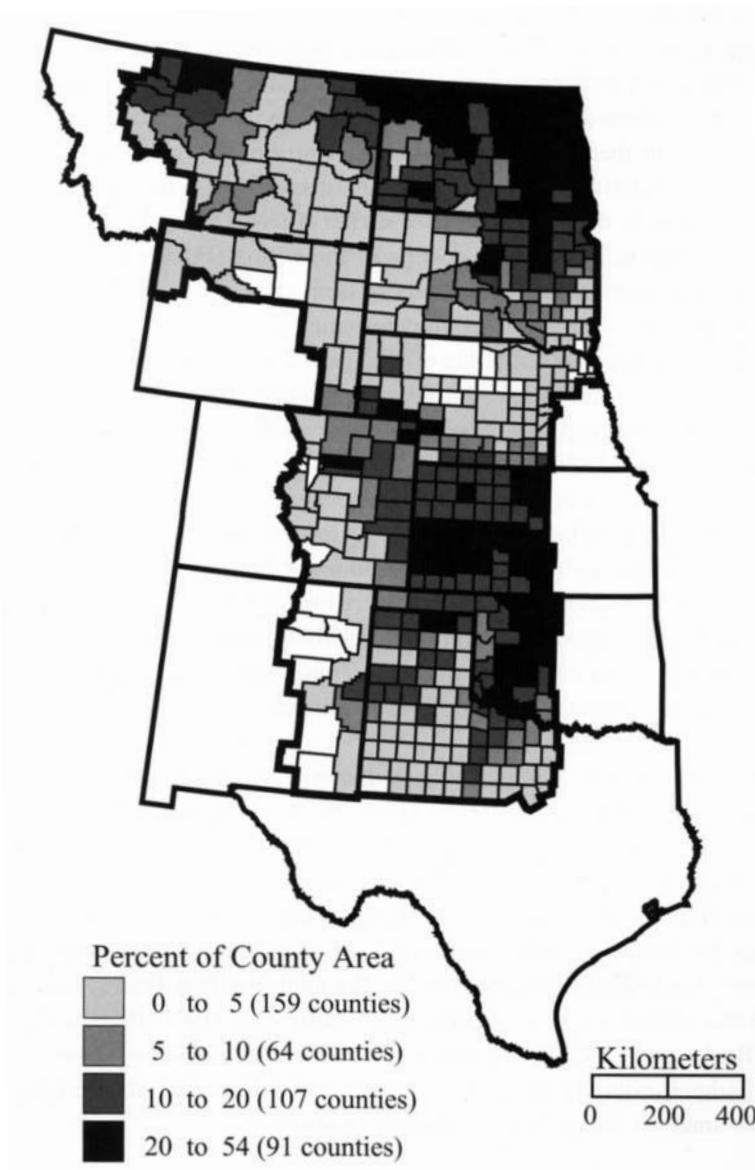 Percent of County Area
0 to 5 (159 counties)
5 to 10 (64 counties)
10 to 20 (107 counties)
20 to 54 (91 counties)
Kilometers
0 200 400